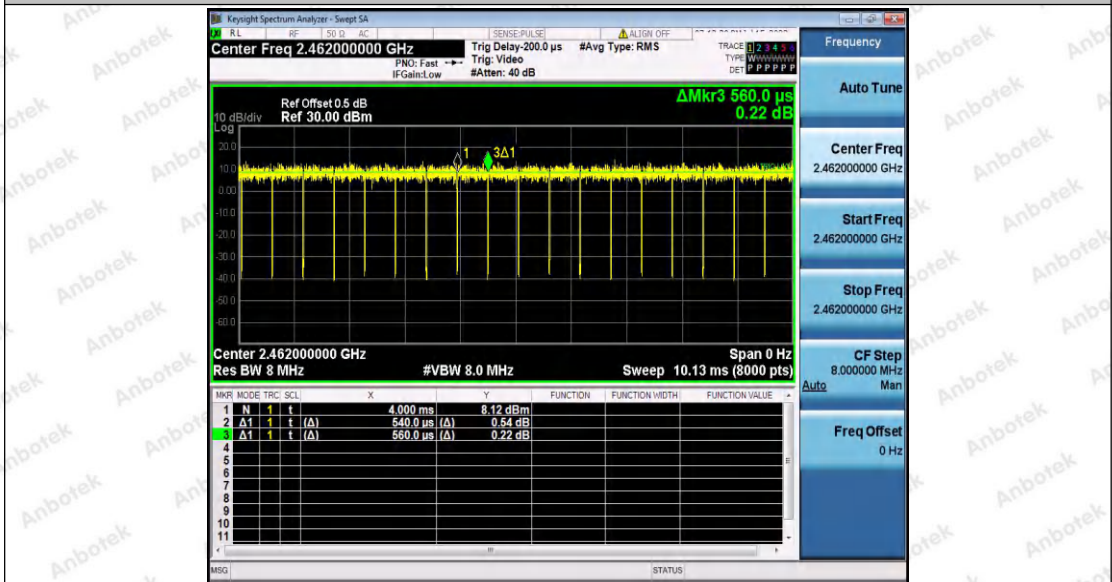 Keysight Spectrum Analyzer - Swept SA
RL RF 50 Ω AC SENSE:PULSE ALIGN OFF
Center Freq 2.462000000 GHz
PNO: Fast
IFGain:Low
Trig Delay-200.0 µs
Trig: Video
#Atten: 40 dB
#Avg Type: RMS
TRACE 1 2 3 4 5 6
TYPE W
DET P P P P P P
Ref Offset 0.5 dB
10 dB/div Ref 30.00 dBm
Log
ΔMkr3 560.0 µs
0.22 dB
20.0
10.0
0.00
-10.0
-20.0
-30.0
-40.0
-50.0
-60.0
1
3Δ1
Center 2.462000000 GHz Span 0 Hz
Res BW 8 MHz #VBW 8.0 MHz Sweep 10.13 ms (8000 pts)
MKR MODE TRC SCL X Y FUNCTION FUNCTION WIDTH FUNCTION VALUE
1 N 1 t 4.000 ms 8.12 dBm
2 Δ1 1 t (Δ) 540.0 µs (Δ) 0.54 dB
3 Δ1 1 t (Δ) 560.0 µs (Δ) 0.22 dB
4
5
6
7
8
9
10
11
MSG STATUS
Frequency
Auto Tune
Center Freq
2.462000000 GHz
Start Freq
2.462000000 GHz
Stop Freq
2.462000000 GHz
CF Step
8.000000 MHz
Auto Man
Freq Offset
0 Hz
Anbotek